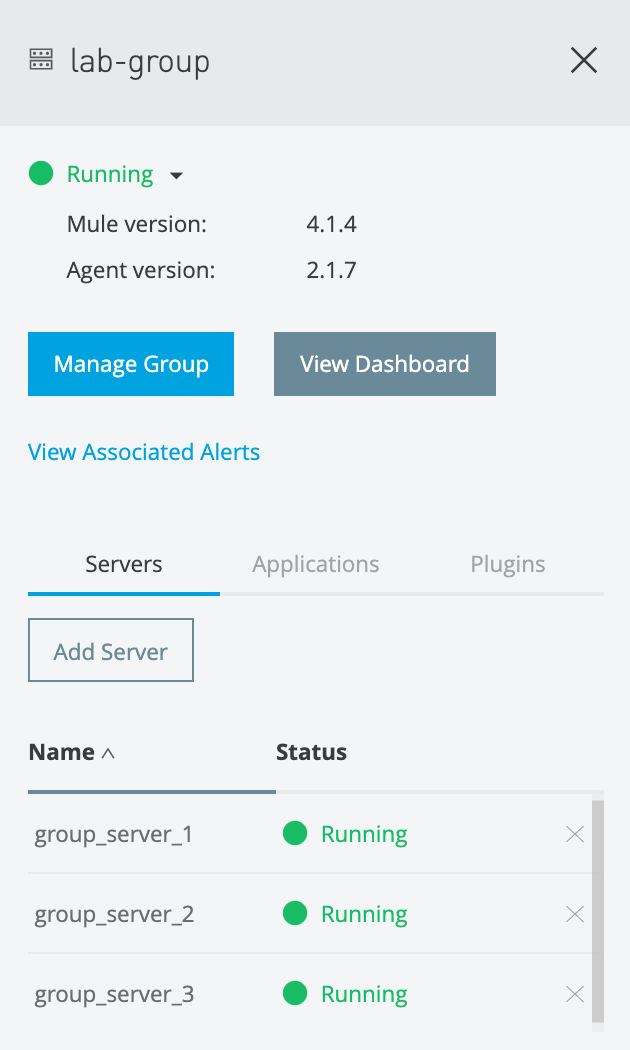 lab-group
Running
Mule version: 4.1.4
Agent version: 2.1.7
Manage Group View Dashboard
View Associated Alerts
Servers Applications Plugins
Add Server
Name Status
group_server_1 Running
group_server_2 Running
group_server_3 Running